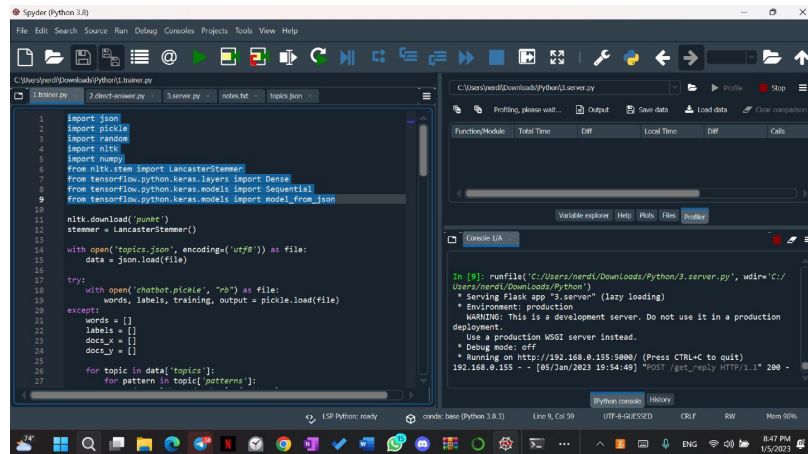 Spyder (Python 3.8)
File Edit Search Source Run Debug Consoles Projects Tools View Help
C:\Users\nerdi\Downloads\Python\1.trainer.py
1.trainer.py 2.direct-answer.py 3.server.py notes.txt topics.json
1 import json
2 import pickle
3 import random
4 import nltk
5 import numpy
6 from nltk.stem import LancasterStemmer
7 from tensorflow.python.keras.layers import Dense
8 from tensorflow.python.keras.models import Sequential
9 from tensorflow.python.keras.models import model_from_json
10
11 nltk.download('punkt')
12 stemmer = LancasterStemmer()
13
14 with open('topics.json', encoding=('utf8')) as file:
15 data = json.load(file)
16
17 try:
18 with open('chatbot.pickle', "rb") as file:
19 words, labels, training, output = pickle.load(file)
20 except:
21 words = []
22 labels = []
23 docs_x = []
24 docs_y = []
25
26 for topic in data['topics']:
27 for pattern in topic['patterns']:
C:\Users\nerdi\Downloads\Python\3.server.py
Profile Stop
Profiling, please wait... Output Save data Load data Clear comparison
Function/Module Total Time Diff Local Time Diff Calls
Variable explorer Help Plots Files Profiler
Console 1/A
In [9]: runfile('C:/Users/nerdi/Downloads/Python/3.server.py', wdir='C:/
Users/nerdi/Downloads/Python')
* Serving Flask app "3.server" (lazy loading)
* Environment: production
WARNING: This is a development server. Do not use it in a production
deployment.
Use a production WSGI server instead.
* Debug mode: off
* Running on http://192.168.0.155:5000/ (Press CTRL+C to quit)
192.168.0.155 - - [05/Jan/2023 19:54:49] "POST /get_reply HTTP/1.1" 200 -
IPython console History
LSP Python: ready conda: base (Python 3.8.3) Line 9, Col 59 UTF-8-GUESSED CRLF RW Mem 90%
74° ENG 8:47 PM
1/5/2023